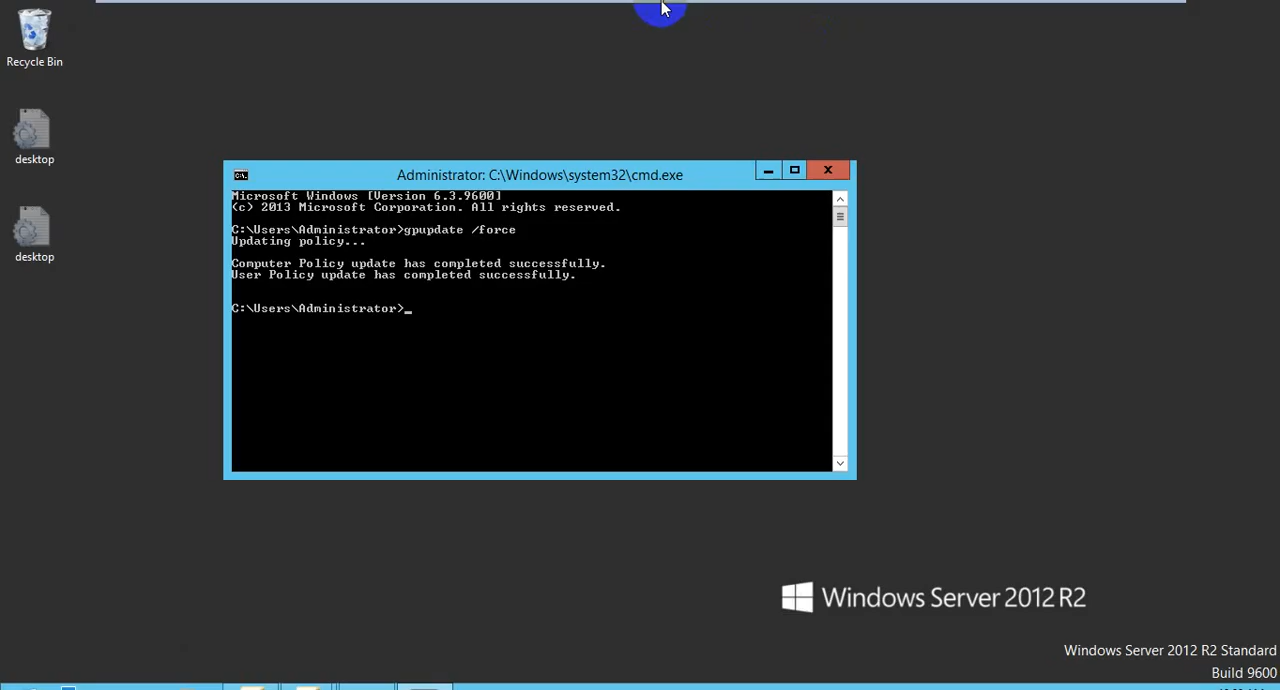 Recycle Bin
desktop
desktop
Administrator: C:\Windows\system32\cmd.exe
Microsoft Windows [Version 6.3.9600]
(c) 2013 Microsoft Corporation. All rights reserved.
C:\Users\Administrator>gpupdate /force
Updating policy...
Computer Policy update has completed successfully.
User Policy update has completed successfully.
C:\Users\Administrator>_
Windows Server 2012 R2
Windows Server 2012 R2 Standard
Build 9600